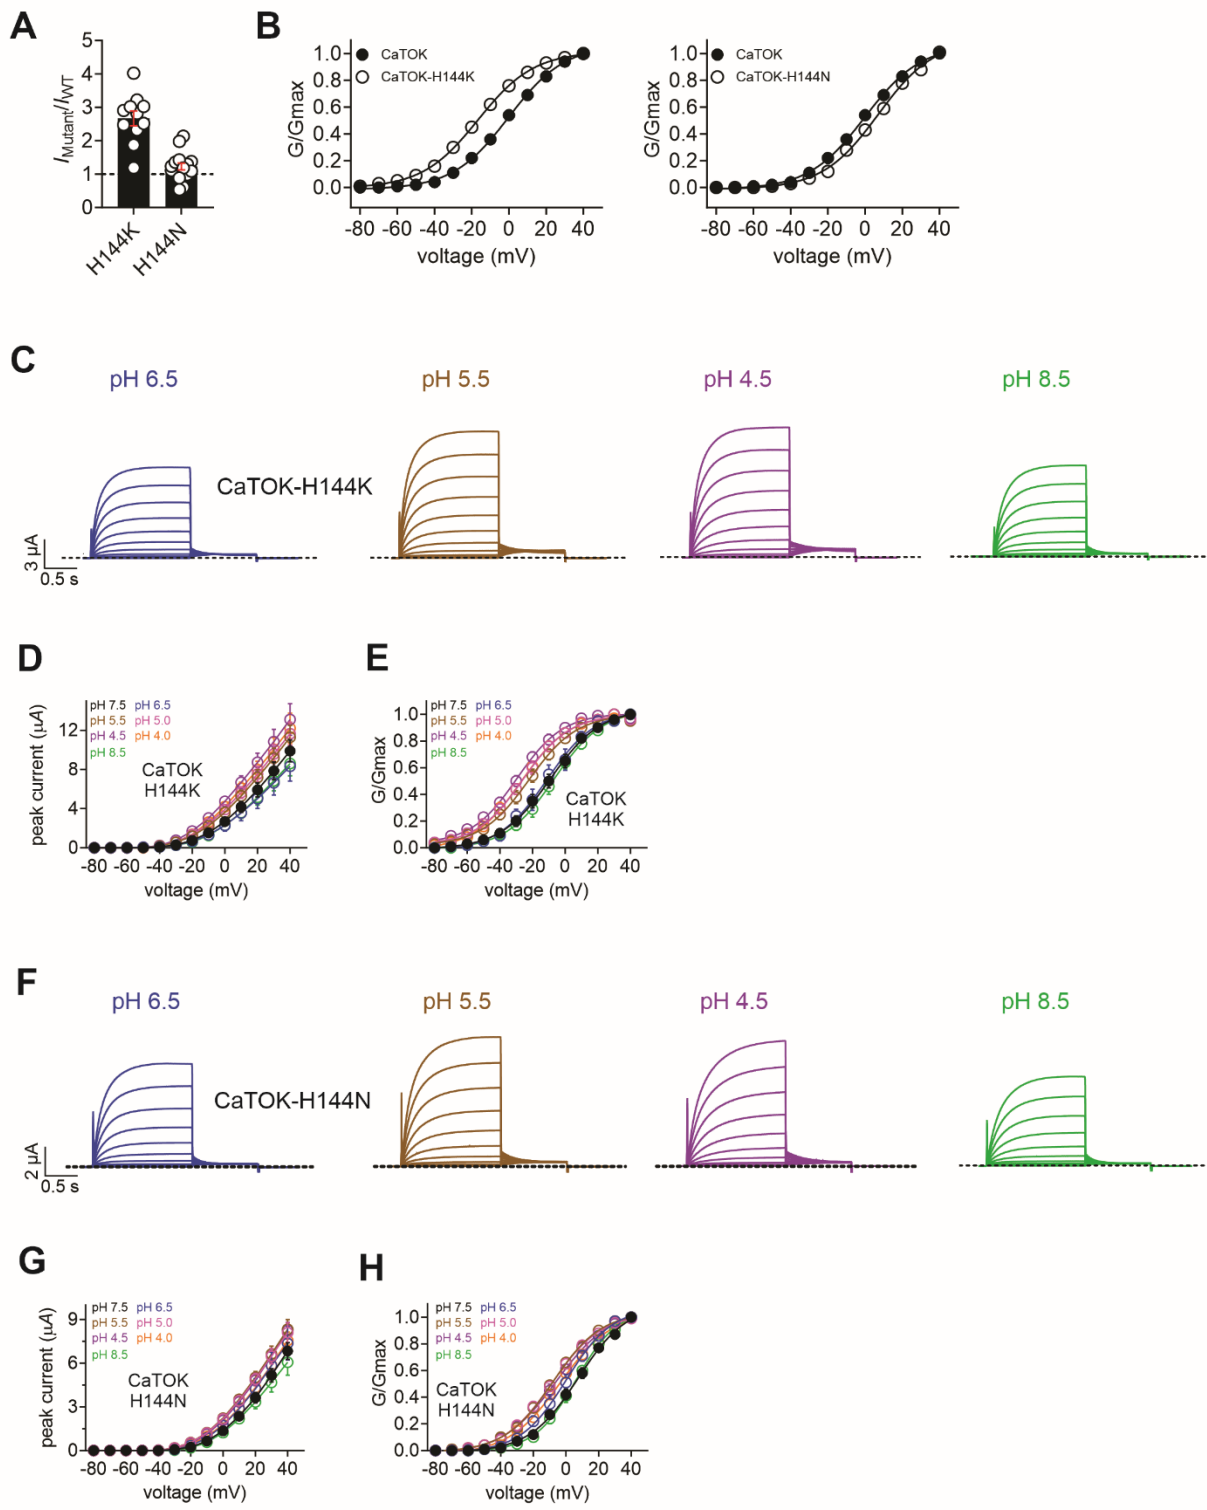 A
5
4
3
2
1
0
I Mutant/I WT
H144K
H144N
B
1.0
0.8
0.6
0.4
0.2
0.0
G/Gmax
CaTOK
CaTOK-H144K
-80 -60 -40 -20 0 20 40
voltage (mV)
1.0
0.8
0.6
0.4
0.2
0.0
G/Gmax
CaTOK
CaTOK-H144N
-80 -60 -40 -20 0 20 40
voltage (mV)
C
pH 6.5 pH 5.5 pH 4.5 pH 8.5
CaTOK-H144K
3 µA
0.5 s
D
12
8
4
0
peak current (µA)
pH 7.5 pH 6.5
pH 5.5 pH 5.0
pH 4.5 pH 4.0
pH 8.5
CaTOK
H144K
-80 -60 -40 -20 0 20 40
voltage (mV)
E
1.0
0.8
0.6
0.4
0.2
0.0
G/Gmax
pH 7.5 pH 6.5
pH 5.5 pH 5.0
pH 4.5 pH 4.0
pH 8.5
CaTOK
H144K
-80 -60 -40 -20 0 20 40
voltage (mV)
F
pH 6.5 pH 5.5 pH 4.5 pH 8.5
CaTOK-H144N
2 µA
0.5 s
G
9
6
3
0
peak current (µA)
pH 7.5 pH 6.5
pH 5.5 pH 5.0
pH 4.5 pH 4.0
pH 8.5
CaTOK
H144N
-80 -60 -40 -20 0 20 40
voltage (mV)
H
1.0
0.8
0.6
0.4
0.2
0.0
G/Gmax
pH 7.5 pH 6.5
pH 5.5 pH 5.0
pH 4.5 pH 4.0
pH 8.5
CaTOK
H144N
-80 -60 -40 -20 0 20 40
voltage (mV)